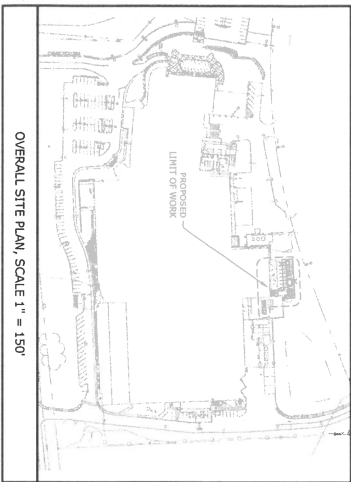 PROPOSED
LIMIT OF WORK
OVERALL SITE PLAN, SCALE 1" = 150'